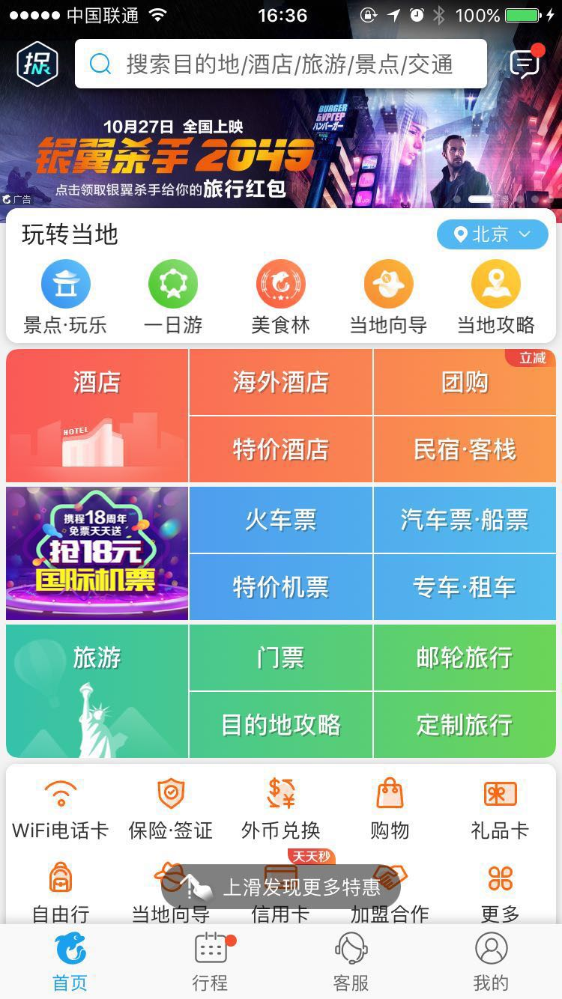 中国联通 16:36 100%
捉NR
搜索目的地/酒店/旅游/景点/交通
BURGER
БУРГЕР
ハンバーガー
10月27日 全国上映
银翼杀手2049
点击领取银翼杀手给你的旅行红包
广告
玩转当地
北京
景点·玩乐 一日游 美食林 当地向导 当地攻略
立减
酒店 海外酒店 团购
HOTEL
特价酒店 民宿·客栈
携程18周年
免票天天送
抢18元
国际机票
火车票 汽车票·船票
特价机票 专车·租车
旅游 门票 邮轮旅行
目的地攻略 定制旅行
WiFi电话卡 保险·签证 外币兑换 购物 礼品卡
天天秒
上滑发现更多特惠
自由行 当地向导 信用卡 加盟合作 更多
首页 行程 客服 我的